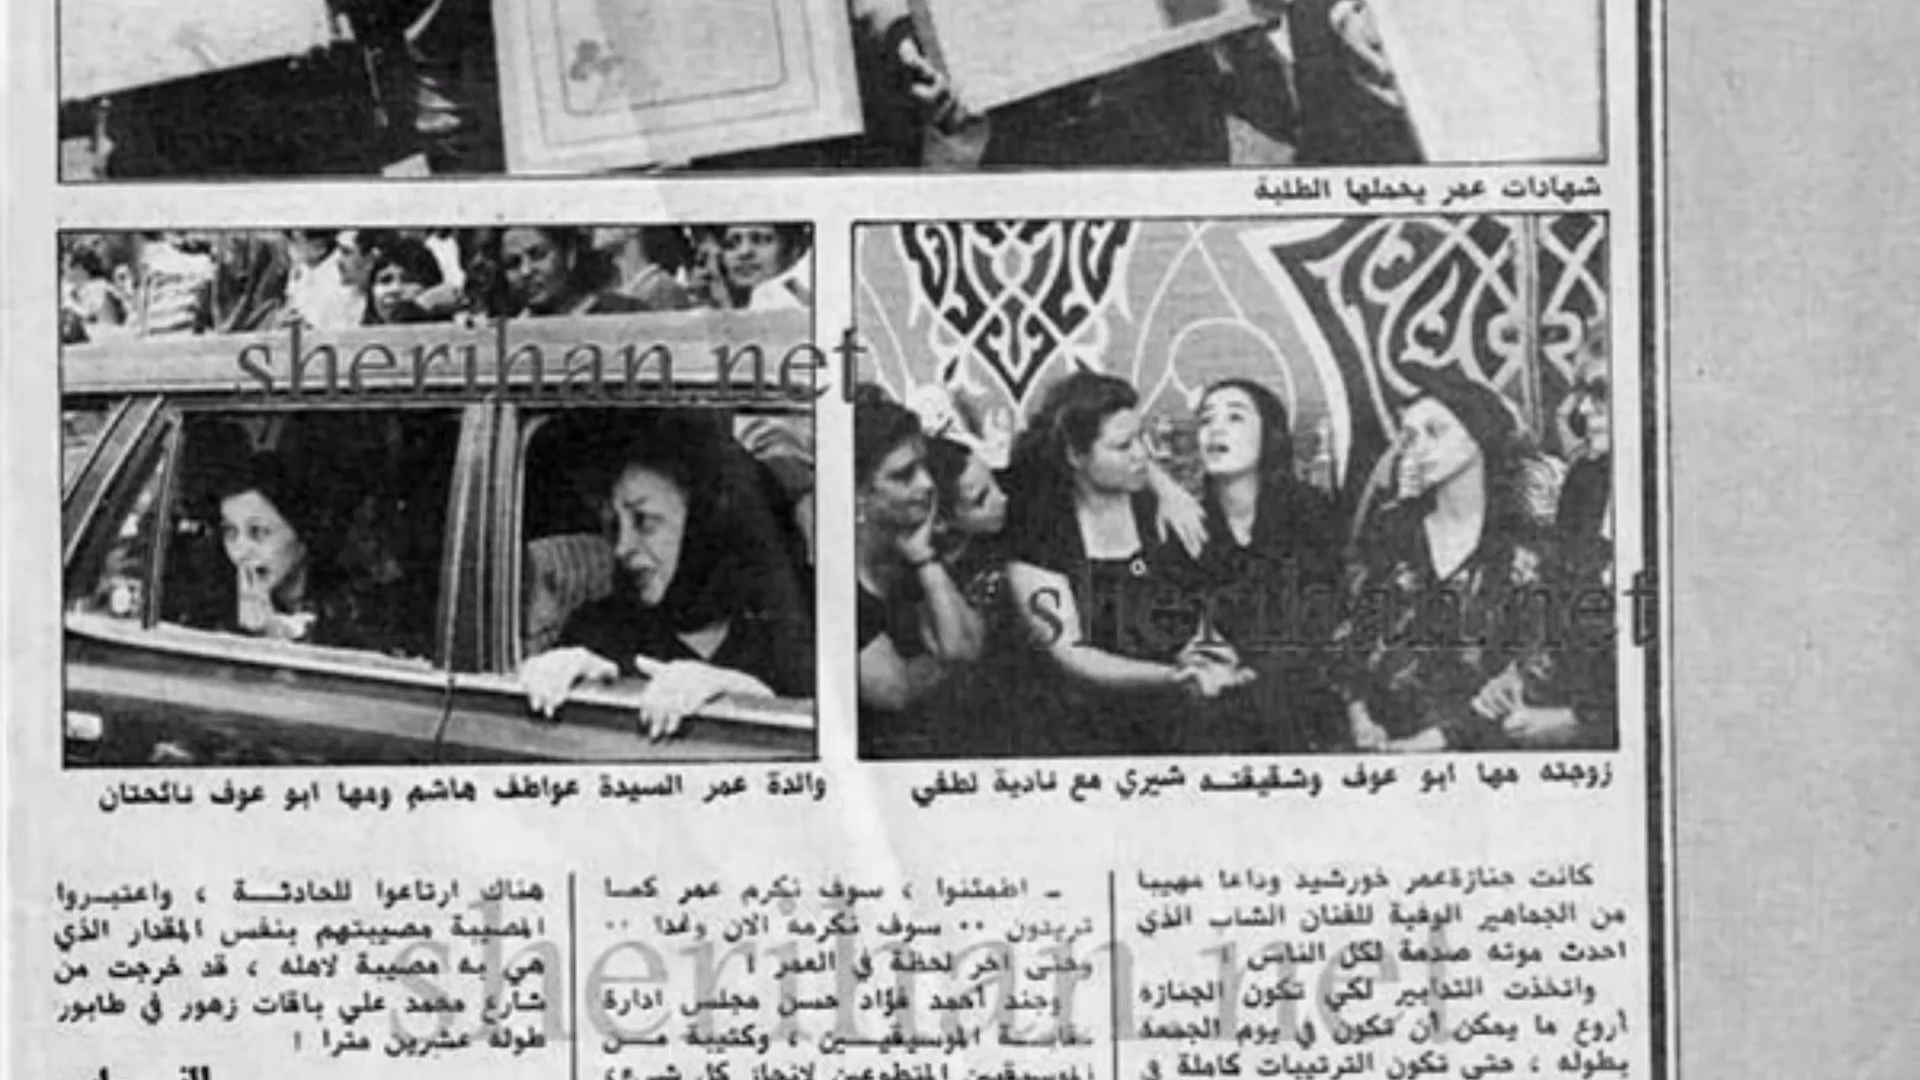 شهادات عمر يحملها الطلبة
sherihan.net
sherihan.net
زوجته مها ابو عوف وشقيقته شيري مع نادية لطفي
والدة عمر السيدة عواطف هاشم ومها ابو عوف نائحتان
كانت جنازة عمر خورشيد وداعا مهيبا
من الجماهير الوفية للفنان الشاب الذي
احدث موته صدمة لكل الناس !
واتخذت التدابير لكي تكون الجنازة
أروع ما يمكن أن تكون في يوم الجمعة
بطوله ، حتى تكون الترتيبات كاملة في
ـ اطمئنوا ، سوف نكرم عمر كما
تريدون ٠٠ سوف نكرمه الان وغدا ٠٠
وحتى آخر لحظة في العمر !
وجند أحمد فؤاد حسن مجلس ادارة
نقابة الموسيقيين ، وكتيبة من
الموسيقيين المتطوعين لانجاز كل شيء ،
هناك ارتاعوا للحادثة ، واعتبروا
المصيبة مصيبتهم بنفس المقدار الذي
هي به مصيبة لاهله ، قد خرجت من
شارع محمد علي باقات زهور في طابور
طوله عشرين مترا !
sherihan.net